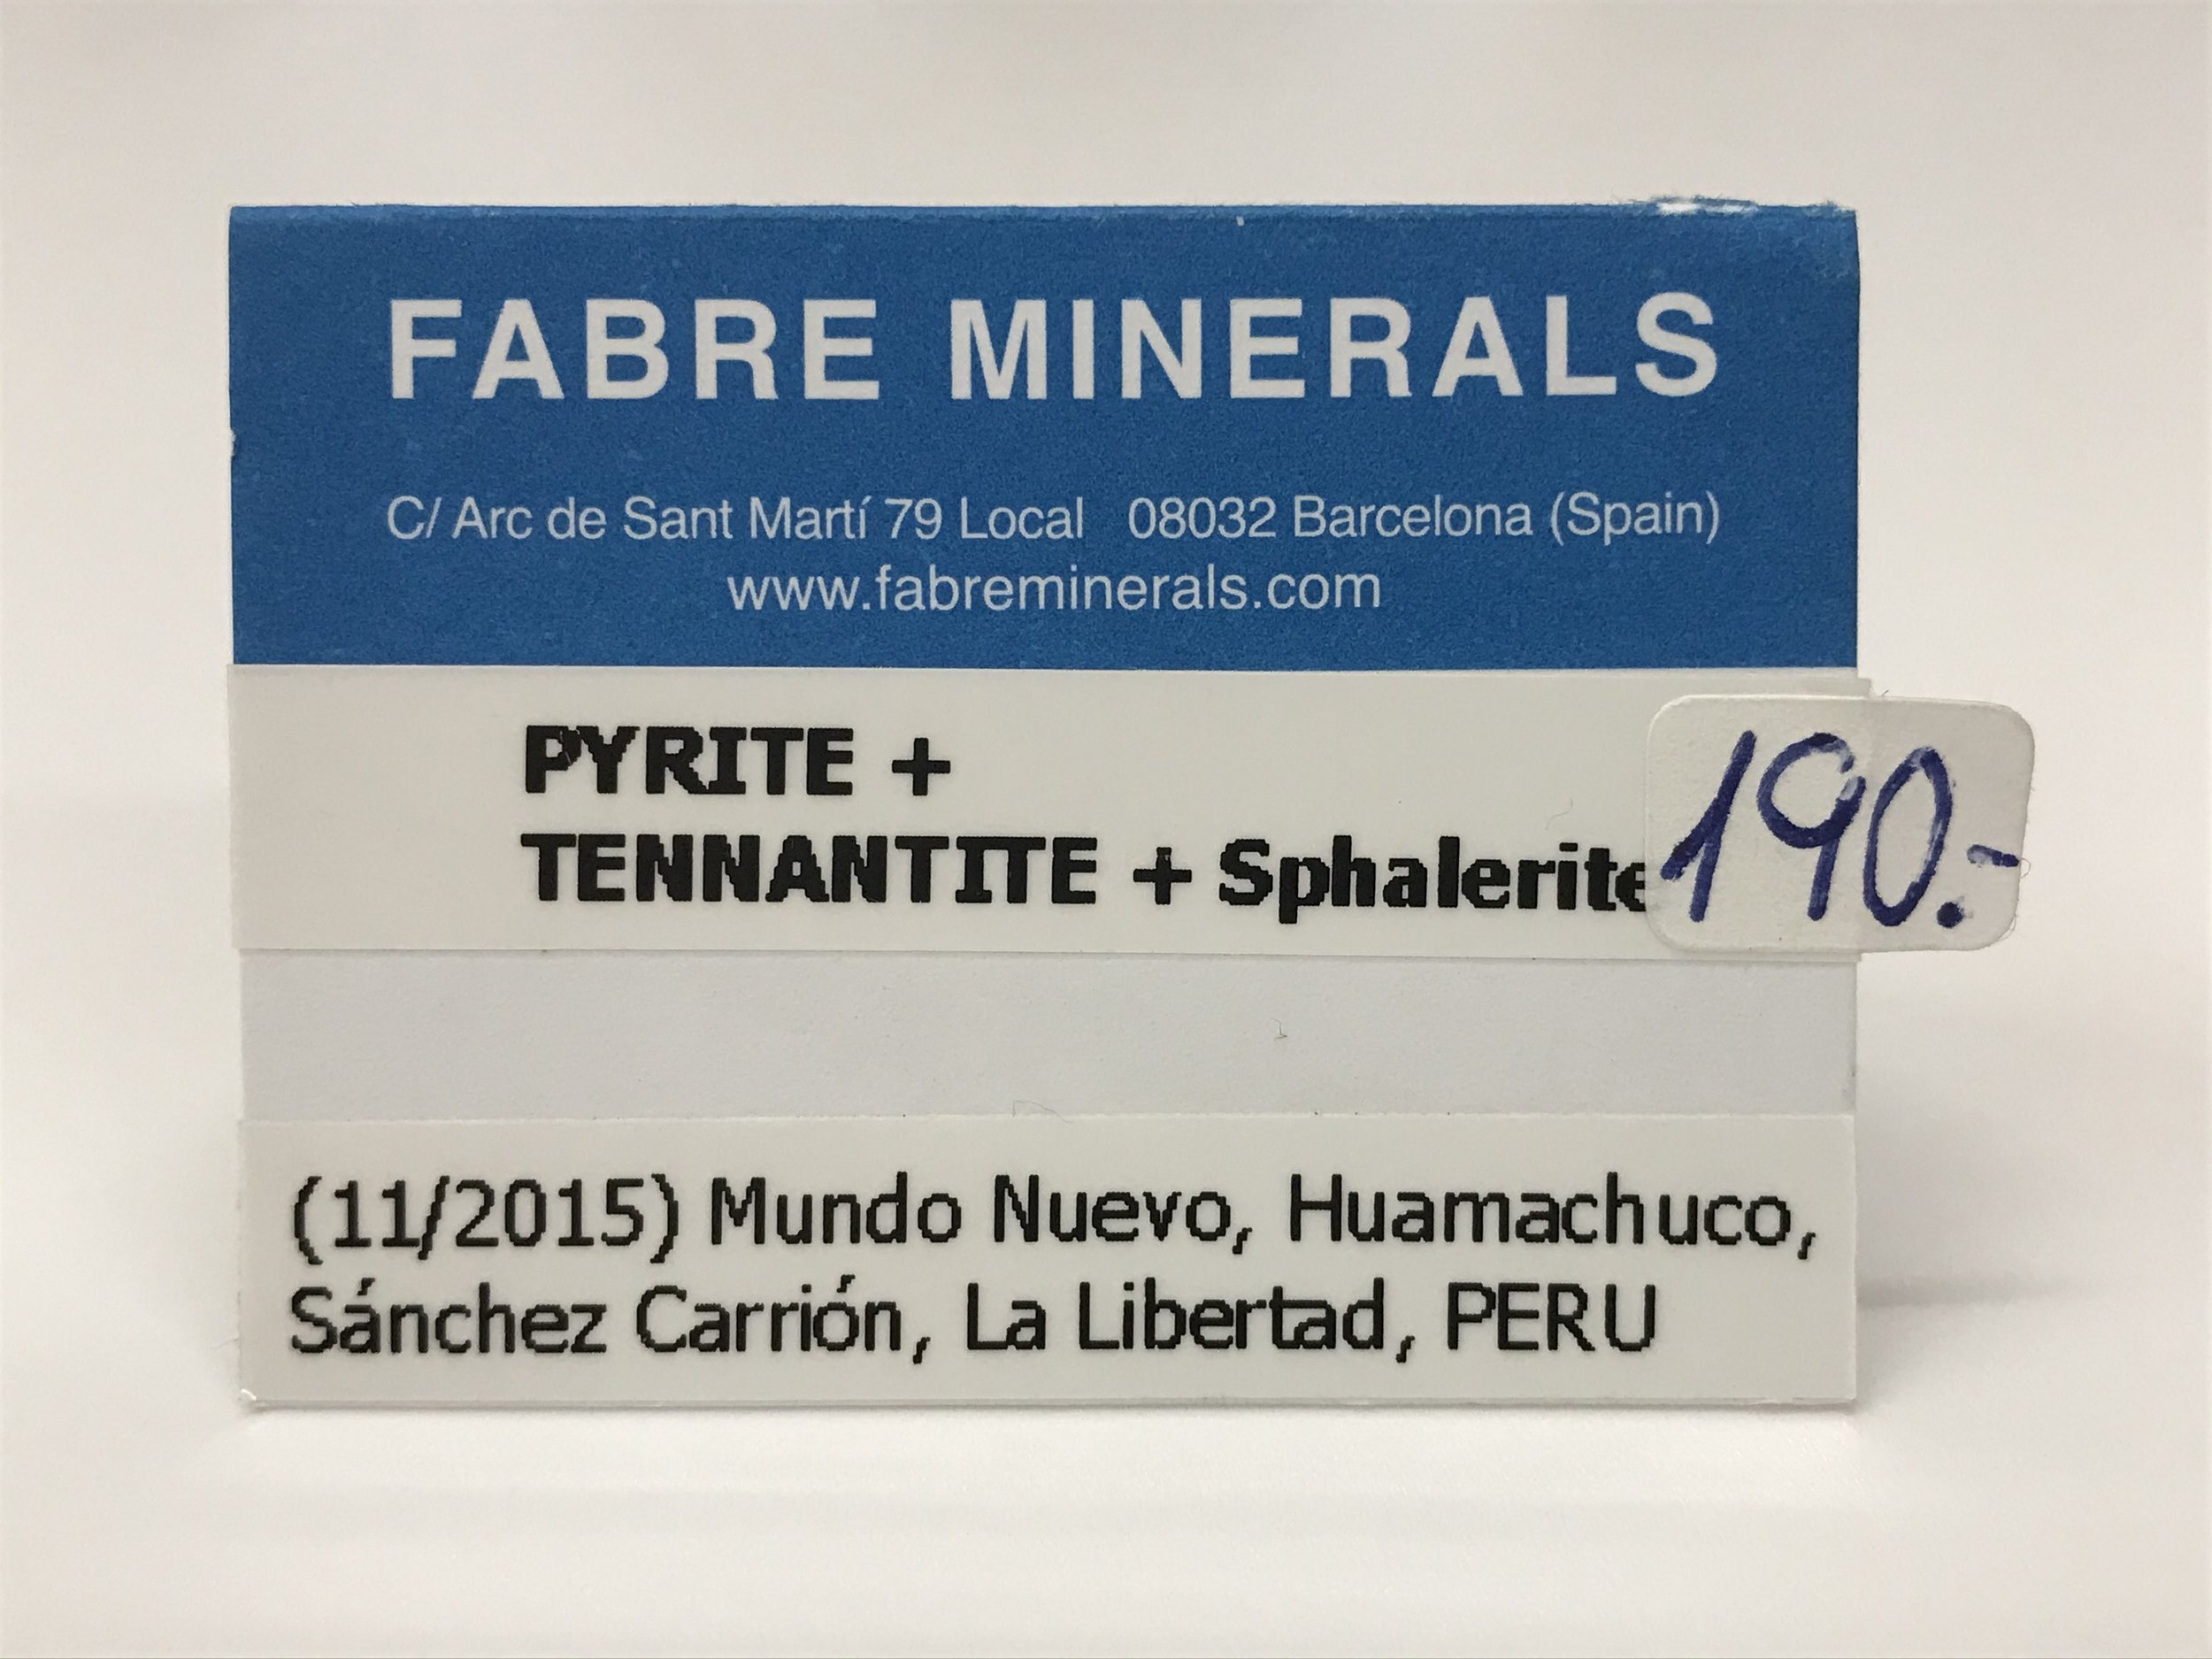 FABRE MINERALS
C/ Arc de Sant Martí 79 Local 08032 Barcelona (Spain)
www.fabreminerals.com
PYRITE +
TENNANTITE + Sphalerite
190.-
(11/2015) Mundo Nuevo, Huamachuco,
Sánchez Carrión, La Libertad, PERU